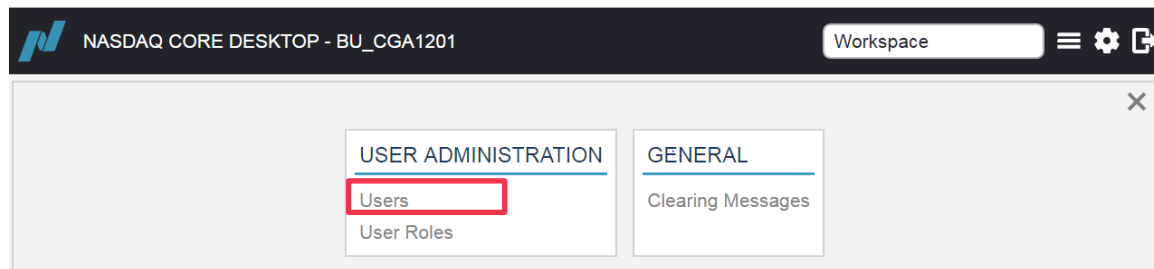 NASDAQ CORE DESKTOP - BU_CGA1201
Workspace
USER ADMINISTRATION
Users
User Roles
GENERAL
Clearing Messages